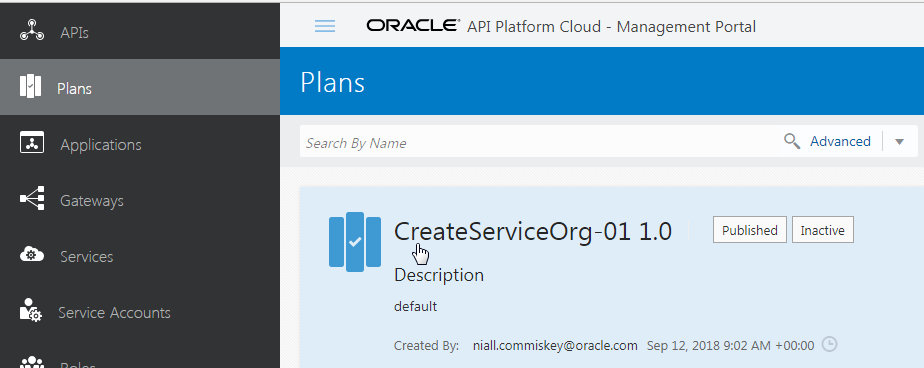 APIs
Plans
Applications
Gateways
Services
Service Accounts
Roles
ORACLE® API Platform Cloud - Management Portal
Plans
Search By Name Advanced
CreateServiceOrg-01 1.0 Published Inactive
Description
default
Created By: niall.commiskey@oracle.com Sep 12, 2018 9:02 AM +00:00